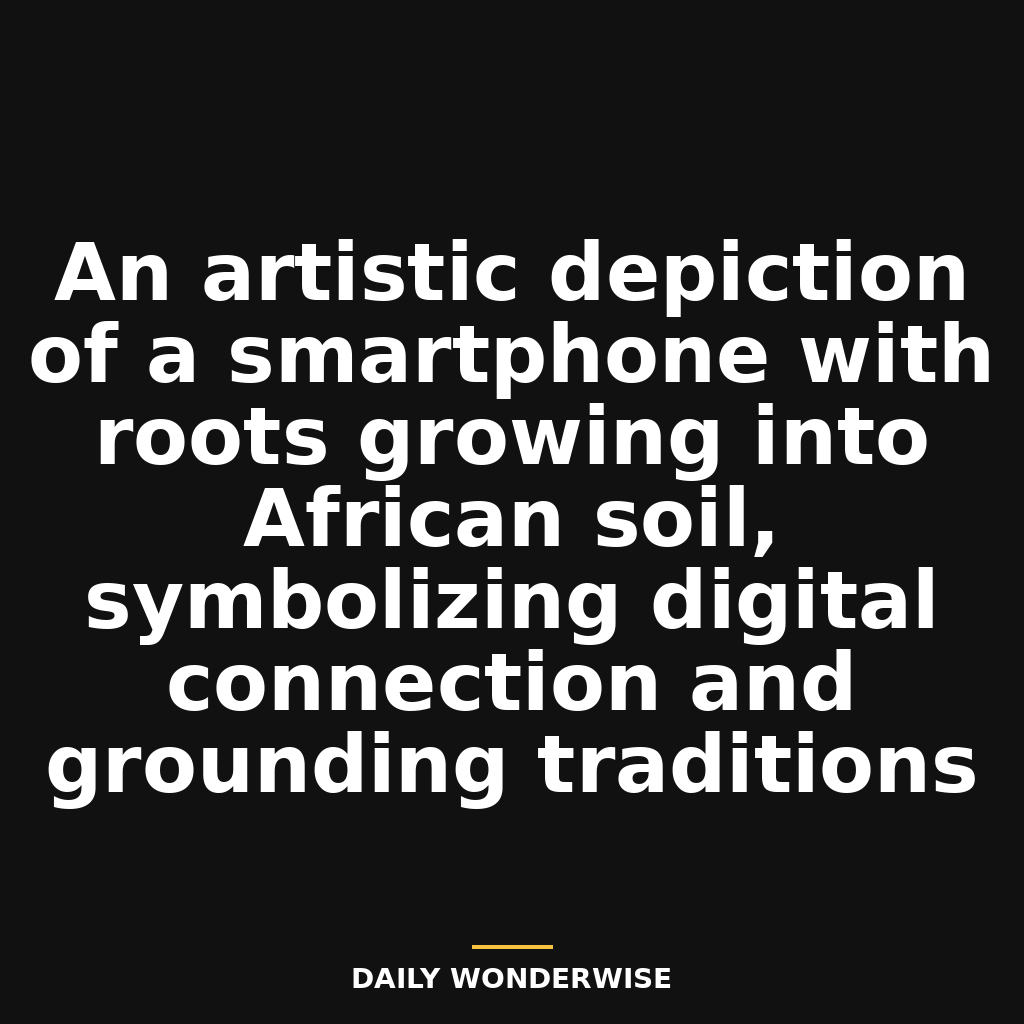 An artistic depiction
of a smartphone with
roots growing into
African soil,
symbolizing digital
connection and
grounding traditions
DAILY WONDERWISE